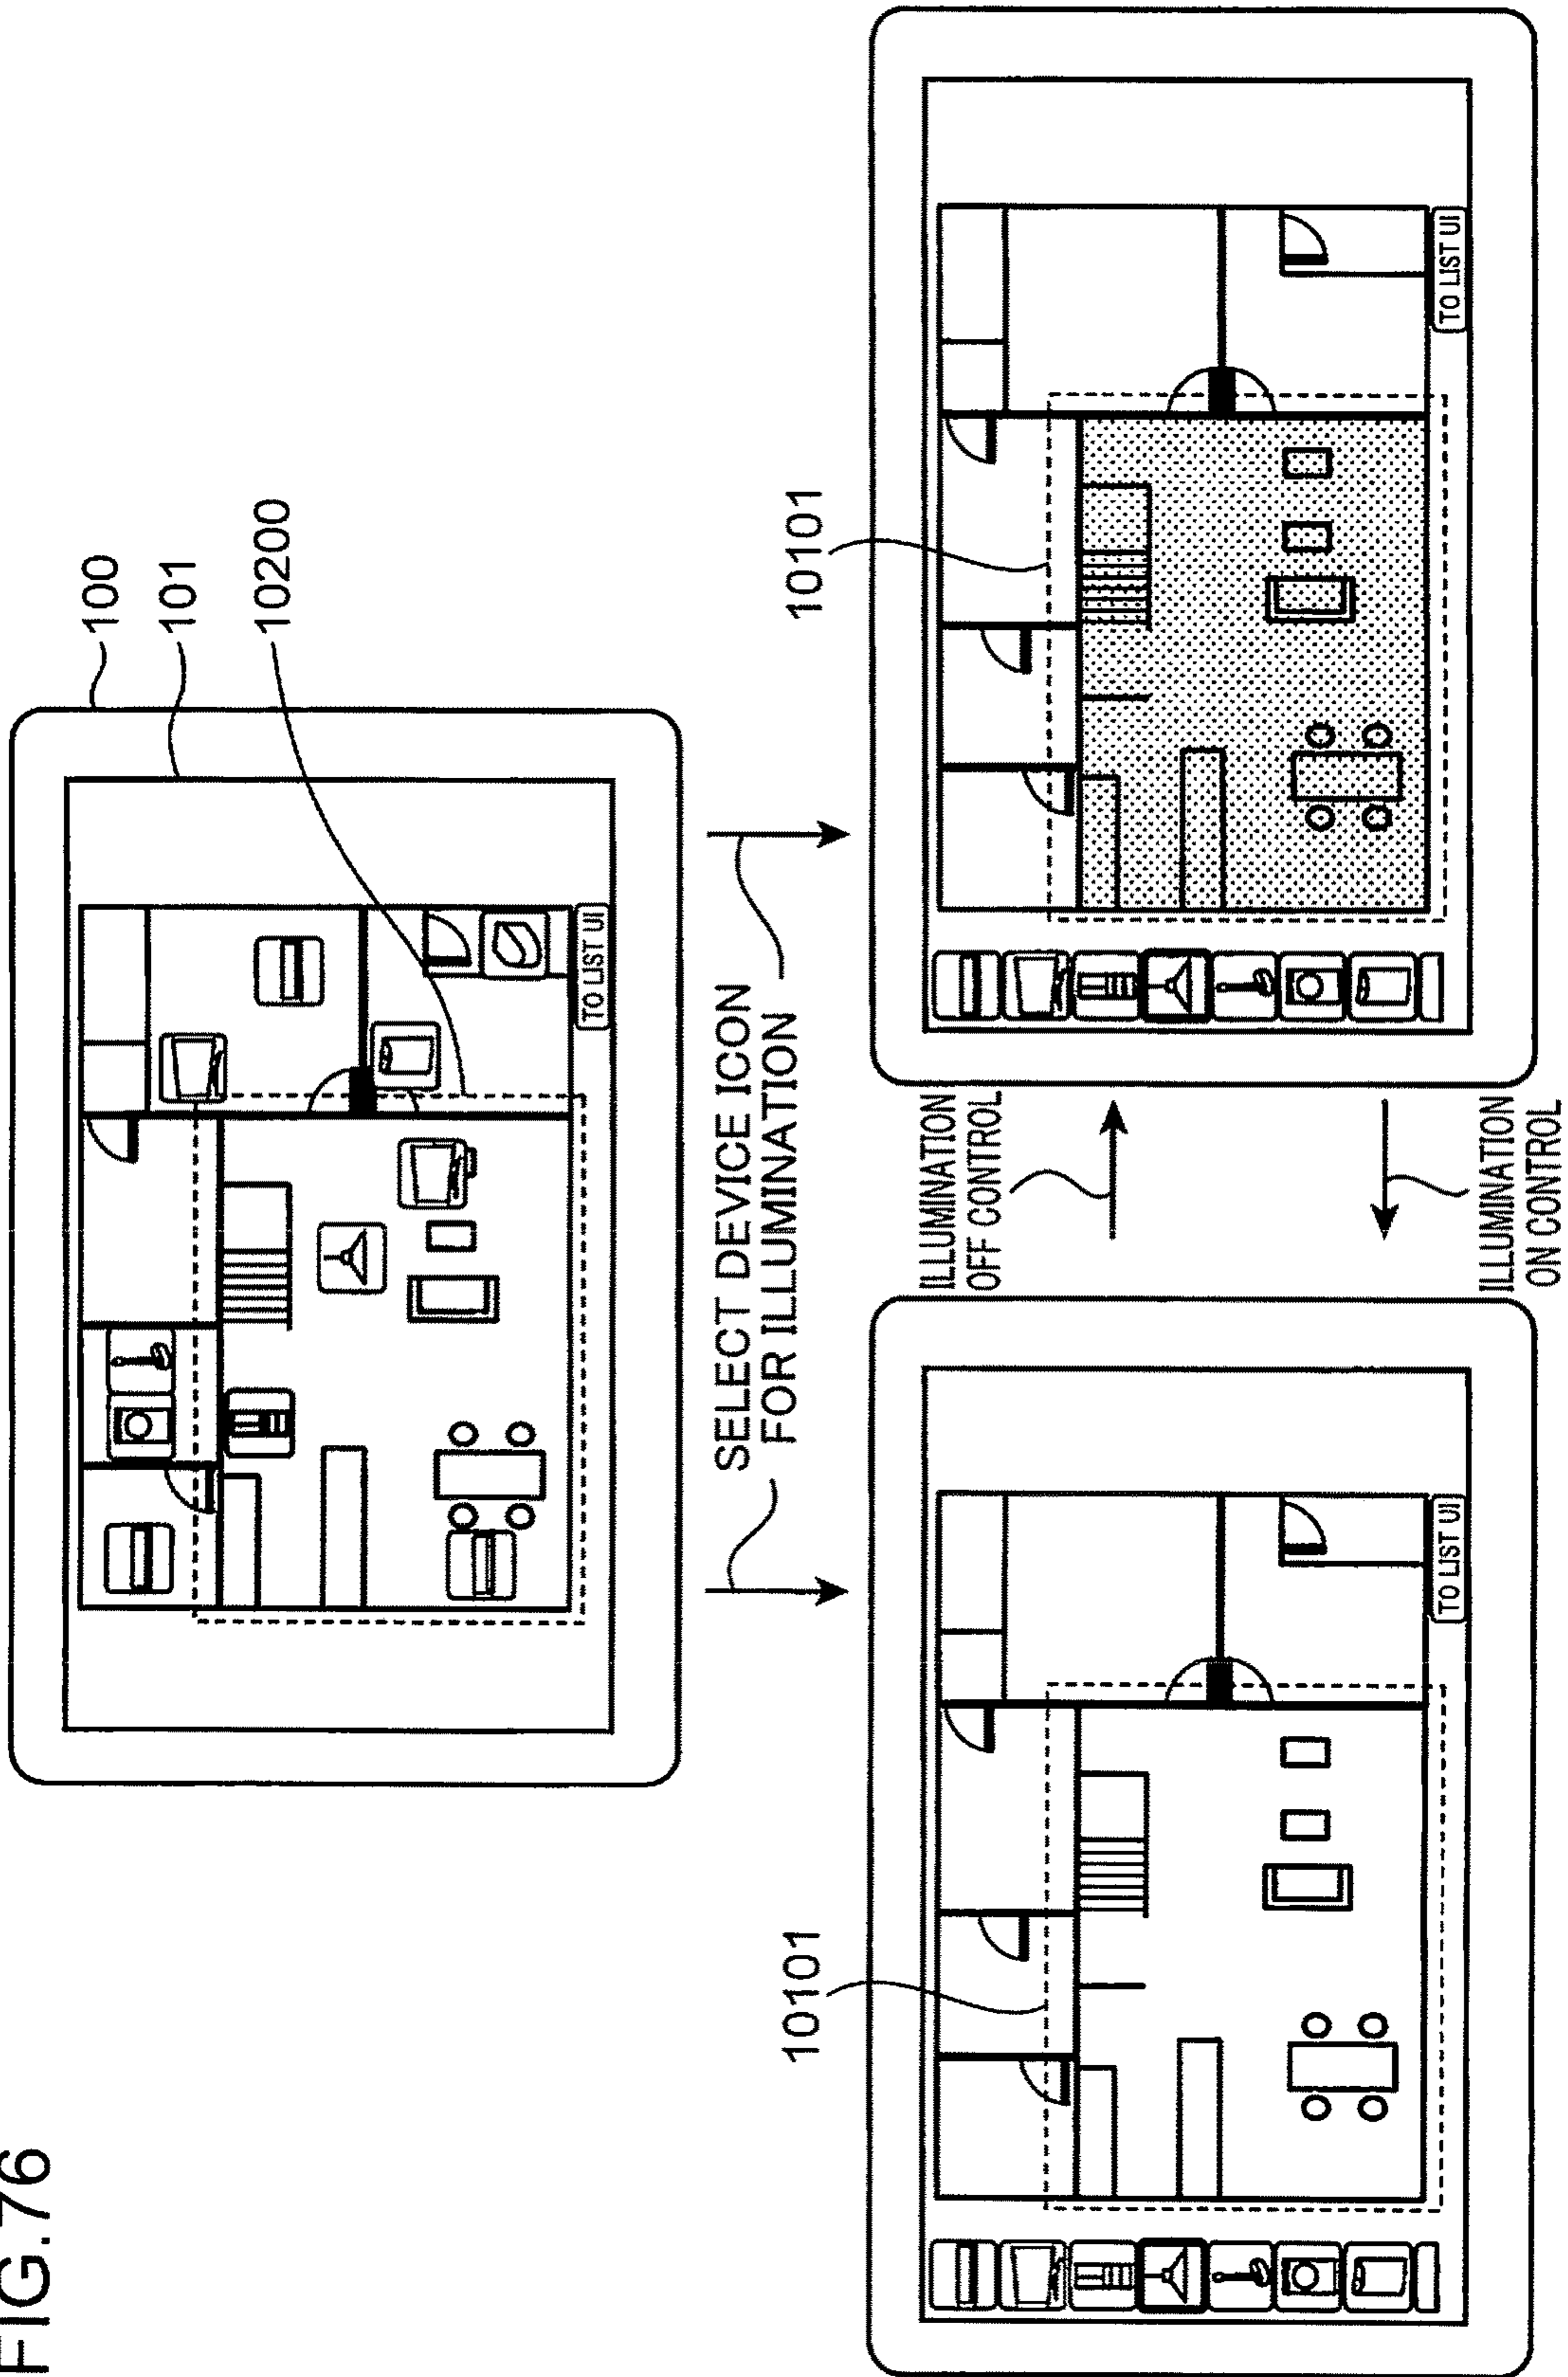 FIG.76
100
101
10200
TO LIST UI
SELECT DEVICE ICON
FOR ILLUMINATION
10101
TO LIST UI
ILLUMINATION
OFF CONTROL
ILLUMINATION
ON CONTROL
10101
TO LIST UI